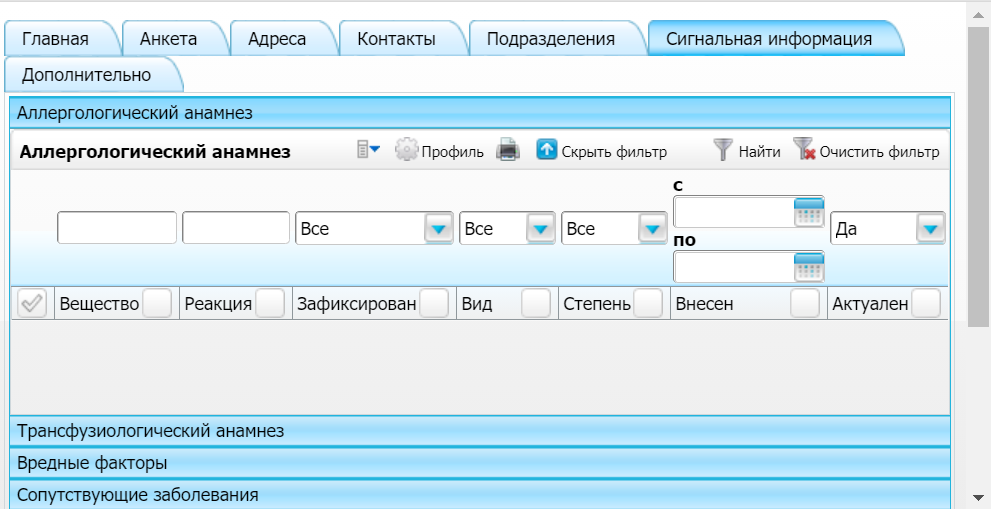 Главная Анкета Адреса Контакты Подразделения Сигнальная информация
Дополнительно
Аллергологический анамнез
Аллергологический анамнез Профиль Скрыть фильтр Найти Очистить фильтр
с
Все Все Все Да
по
Вещество Реакция Зафиксирован Вид Степень Внесен Актуален
Трансфузиологический анамнез
Вредные факторы
Сопутствующие заболевания